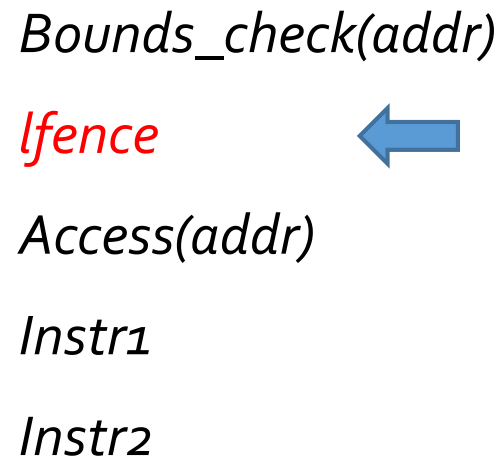 Bounds_check(addr)
lfence
Access(addr)
Instr1
Instr2